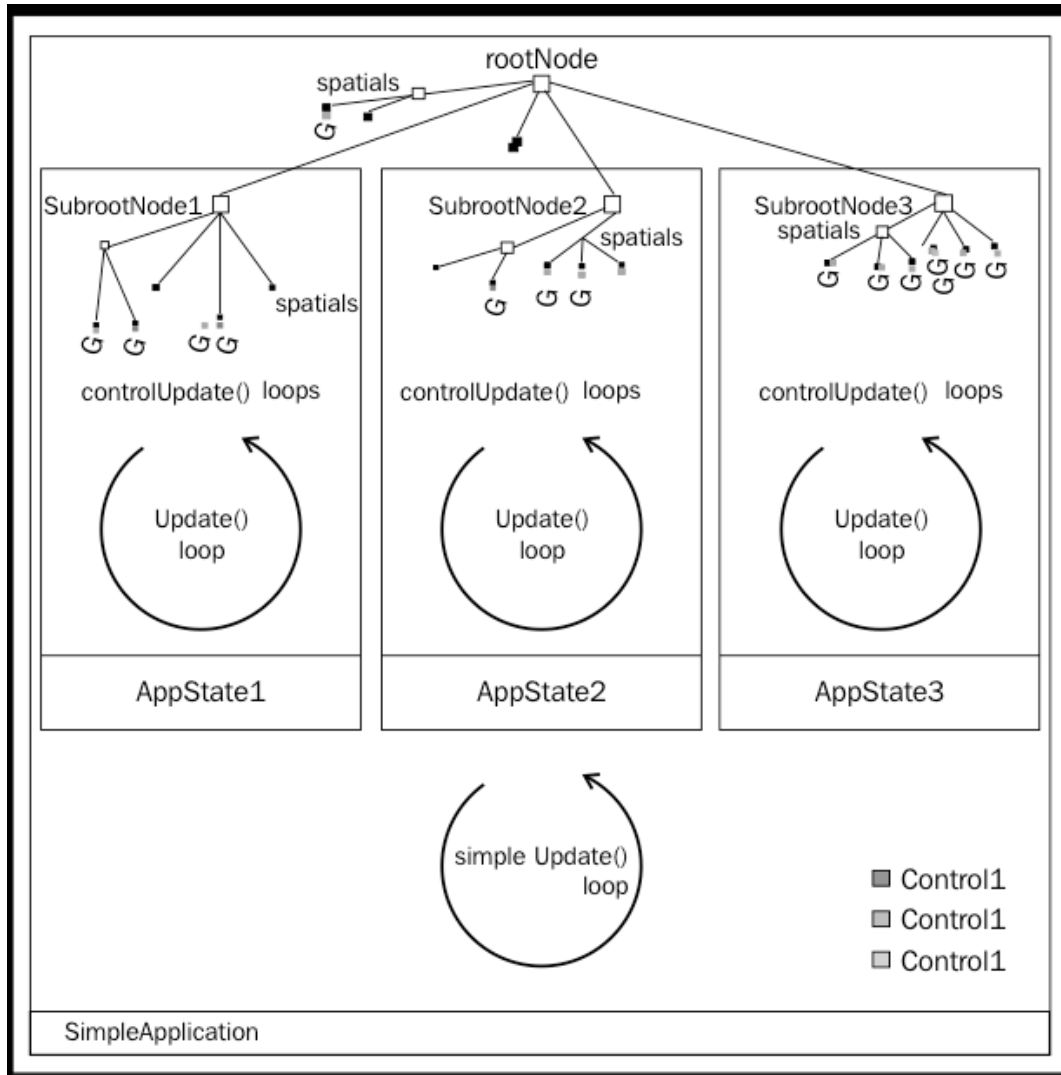 rootNode
spatials
G
SubrootNode1
SubrootNode2
SubrootNode3
spatials
spatials
spatials
G
G
G
G
G
G
G
G
G
G
G
G
G
G
controlUpdate() loops
controlUpdate() loops
controlUpdate() loops
Update()
loop
Update()
loop
Update()
loop
AppState1
AppState2
AppState3
simple Update()
loop
Control1
Control1
Control1
SimpleApplication